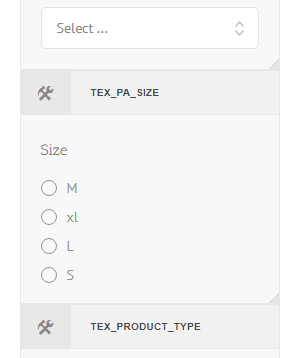 Select ...
TEX_PA_SIZE
Size
M
xl
L
S
TEX_PRODUCT_TYPE